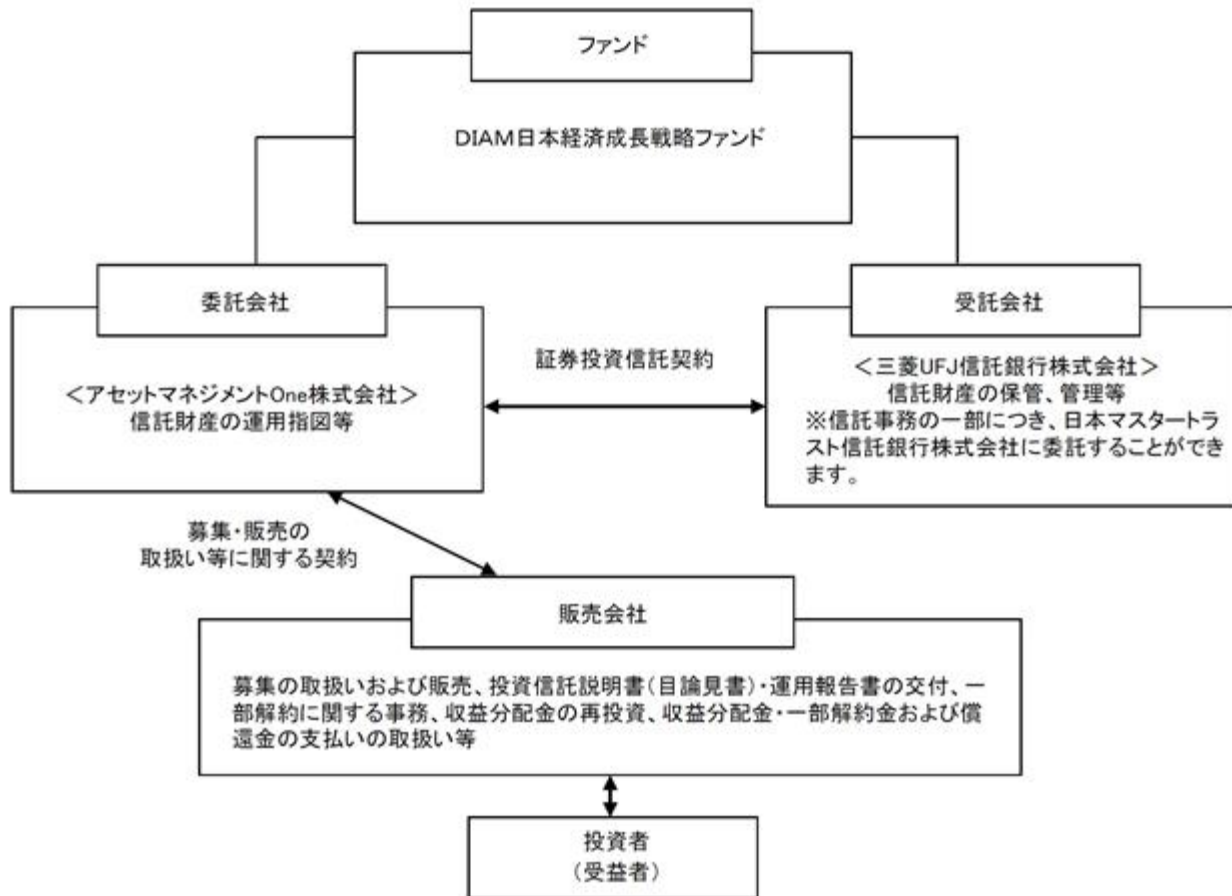 ファンド
DIAM日本経済成長戦略ファンド
委託会社
<アセットマネジメントOne株式会社>
信託財産の運用指図等
証券投資信託契約
受託会社
<三菱UFJ信託銀行株式会社>
信託財産の保管、管理等
※信託事務の一部につき、日本マスタートラ
スト信託銀行株式会社に委託することができ
ます。
募集・販売の
取扱い等に関する契約
販売会社
募集の取扱いおよび販売、投資信託説明書(目論見書)・運用報告書の交付、一
部解約に関する事務、収益分配金の再投資、収益分配金・一部解約金および償
還金の支払いの取扱い等
投資者
(受益者)